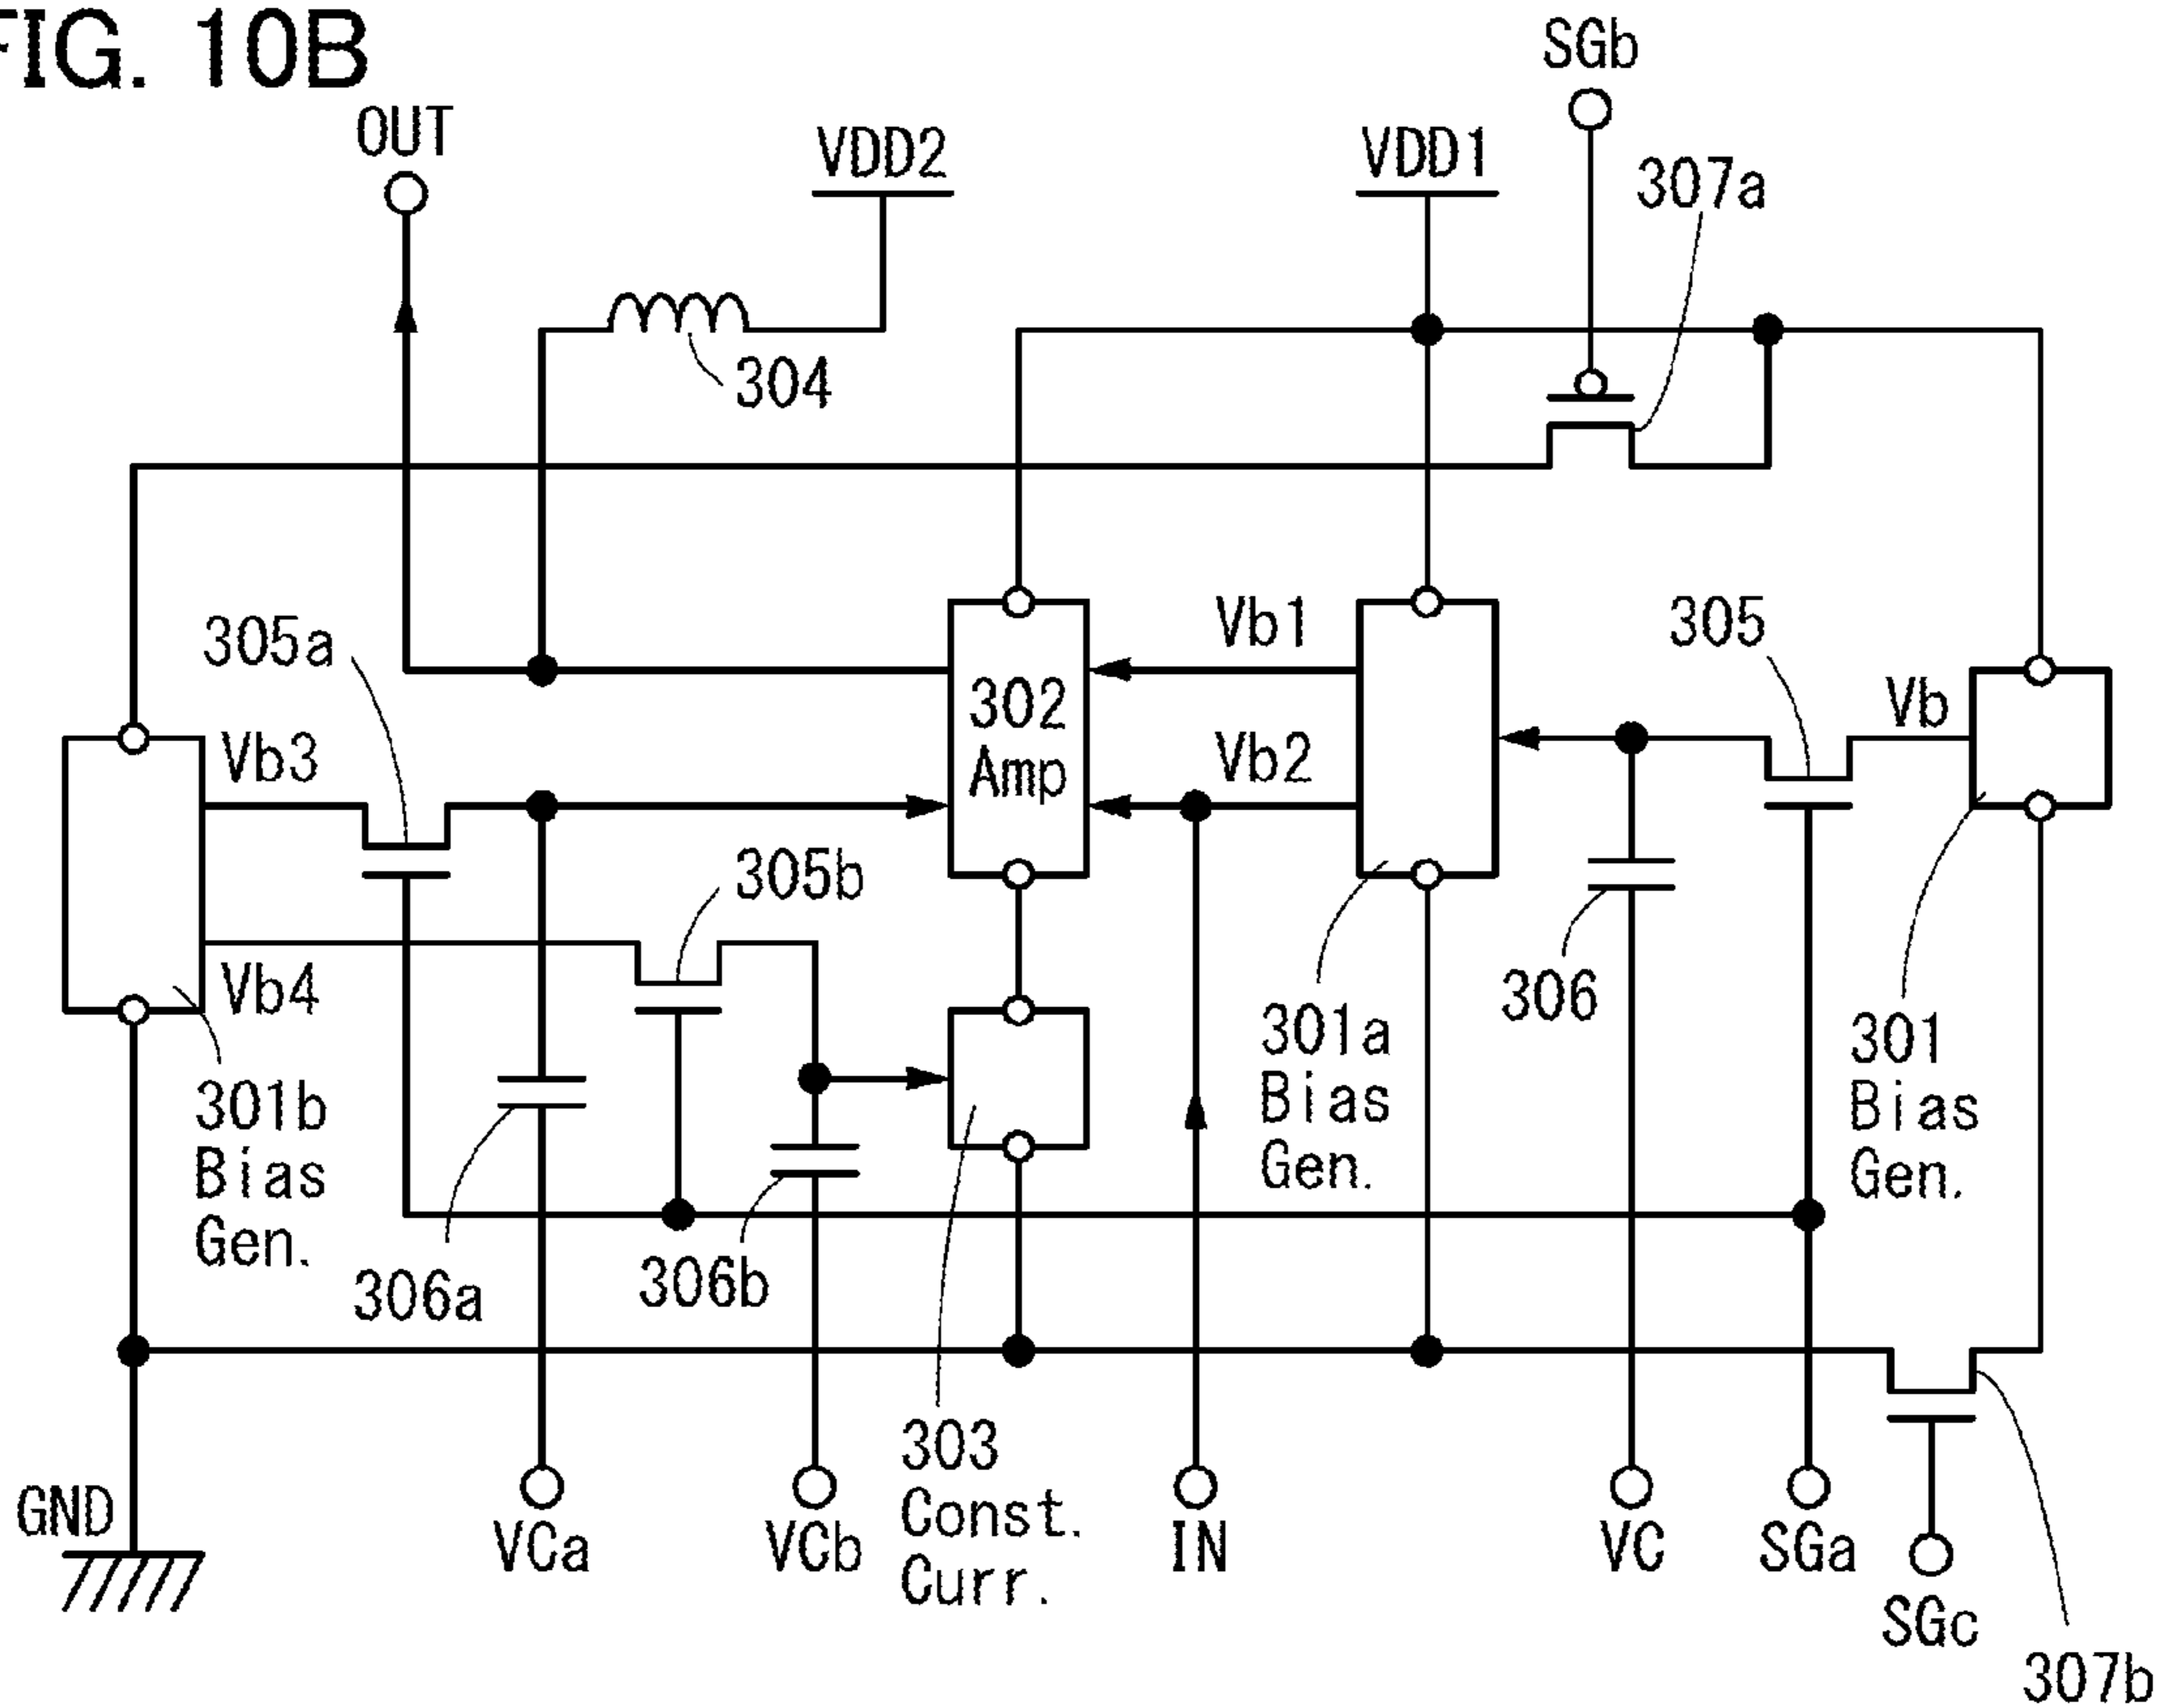 FIG. 10B
SGb
OUT
VDD2
VDD1
307a
304
305a
Vb1
305
302
Amp
Vb
Vb3
Vb2
305b
Vb4
306
301a
Bias
Gen.
301
Bias
Gen.
301b
Bias
Gen.
306a
306b
303
Const.
Curr.
GND
VCa
VCb
IN
VC
SGa
SGc
307b